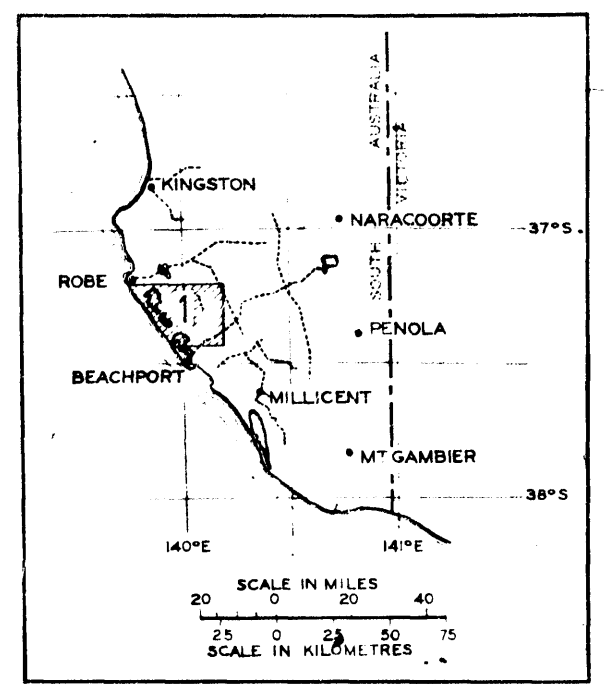 SOUTH AUSTRALIA
VICTORIA
KINGSTON
NARACOORTE
37°S.
ROBE
1
PENOLA
BEACHPORT
MILLICENT
MT GAMBIER
38°S
140°E
141°E
SCALE IN MILES
20 0 20 40
25 0 25 50 75
SCALE IN KILOMETRES